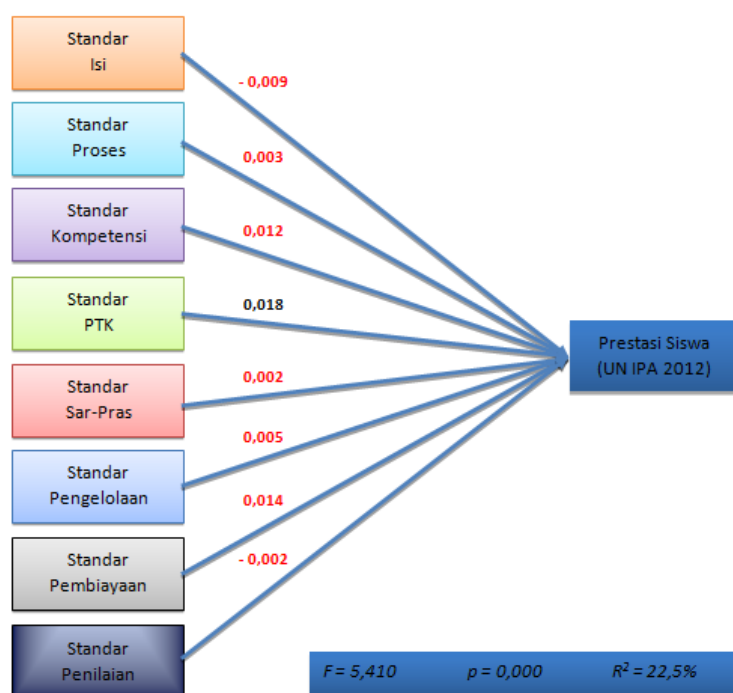 Standar
Isi
- 0,009
Standar
Proses
0,003
Standar
Kompetensi
0,012
Standar
PTK
0,018
Prestasi Siswa
(UN IPA 2012)
Standar
Sar-Pras
0,002
Standar
Pengelolaan
0,005
Standar
Pembiayaan
0,014
Standar
Penilaian
- 0,002
F = 5,410 p = 0,000 R² = 22,5%